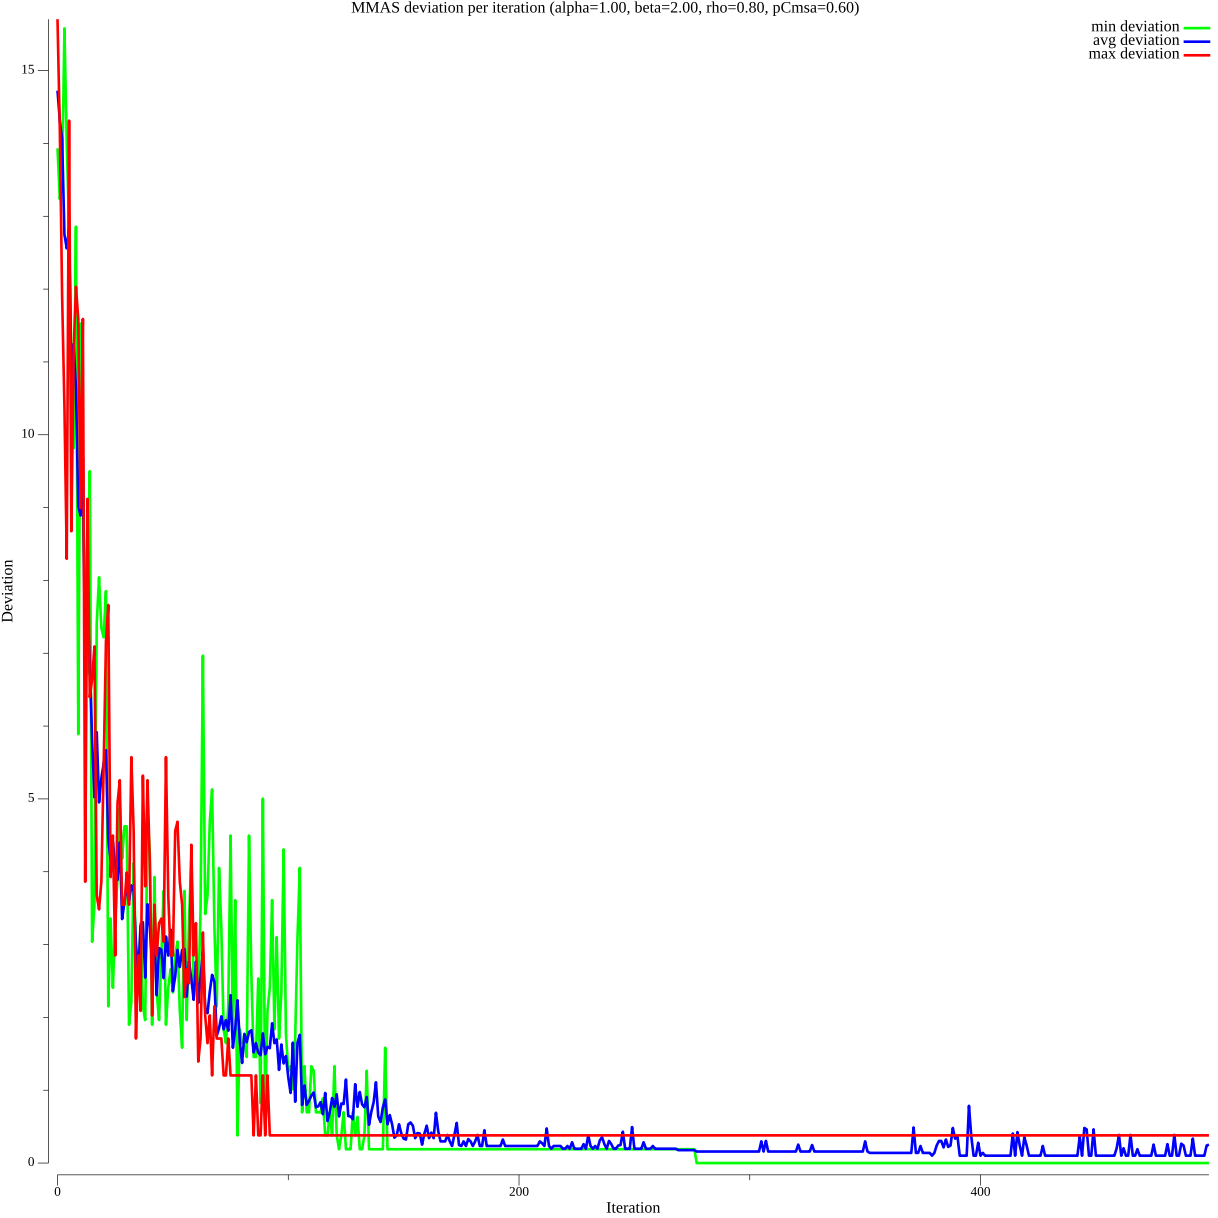 MMAS deviation per iteration (alpha=1.00, beta=2.00, rho=0.80, pCmsa=0.60)
min deviation
avg deviation
max deviation
15
10
5
0
Deviation
0
200
400
Iteration